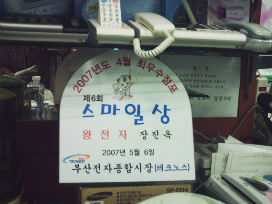 2007년도 4월 최우수점포
제6회
스마일상
왕전자 장진옥
2007년 5월 6일
부산전자종합시장(테크노스)
SAMSUNG